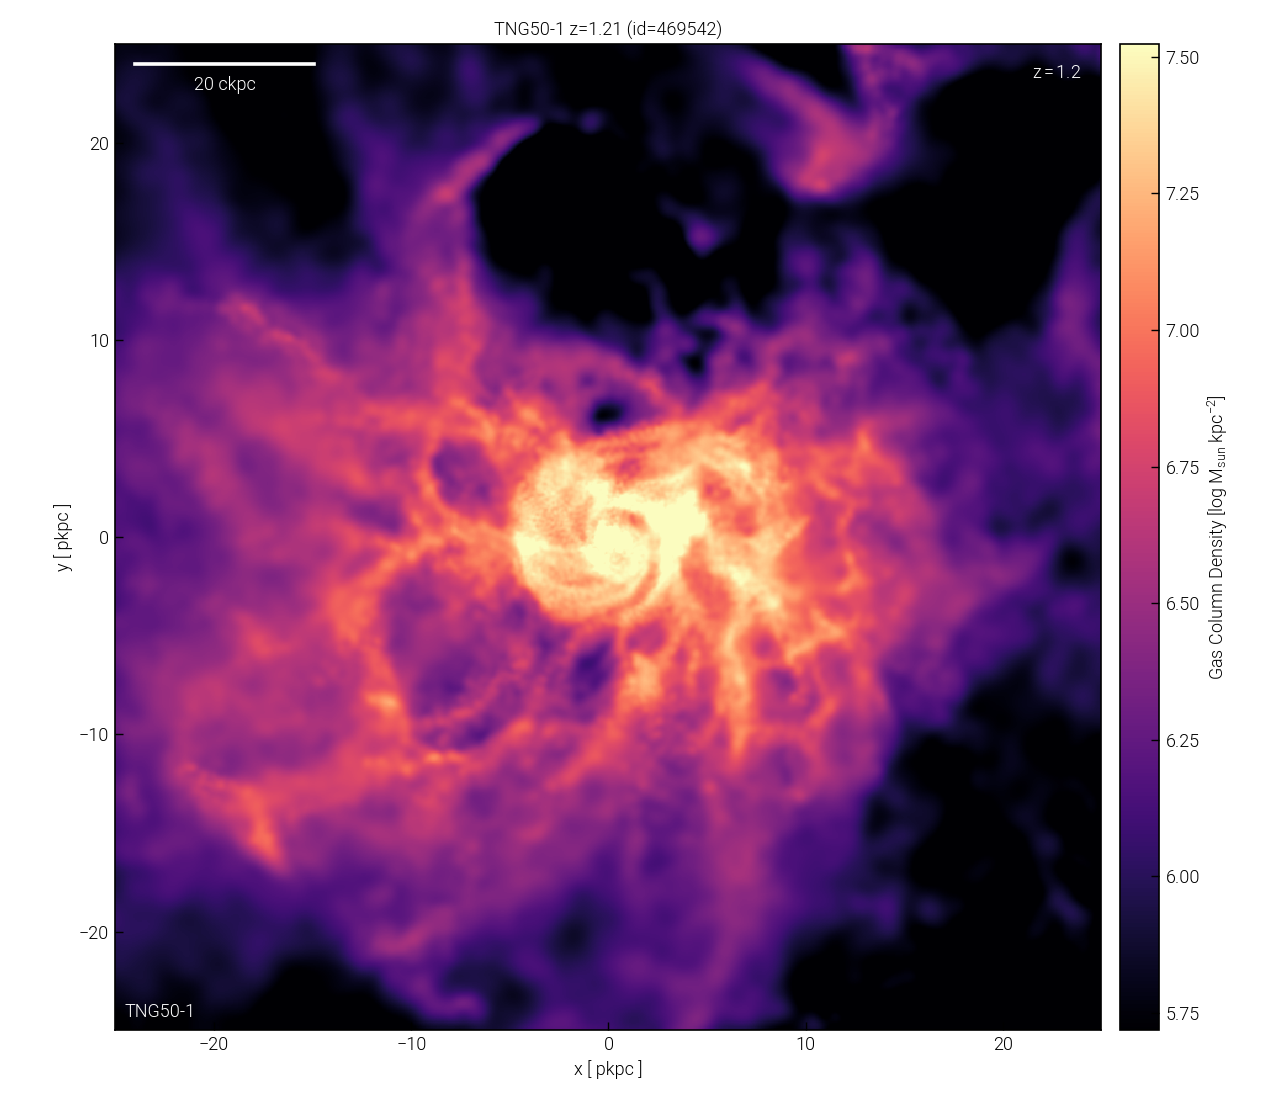 TNG50-1 z=1.21 (id=469542)
20 ckpc
z=1.2
TNG50-1
20
10
0
−10
−20
y [ pkpc ]
−20
−10
0
10
20
x [ pkpc ]
7.50
7.25
7.00
6.75
6.50
6.25
6.00
5.75
Gas Column Density [log M_sun kpc⁻²]